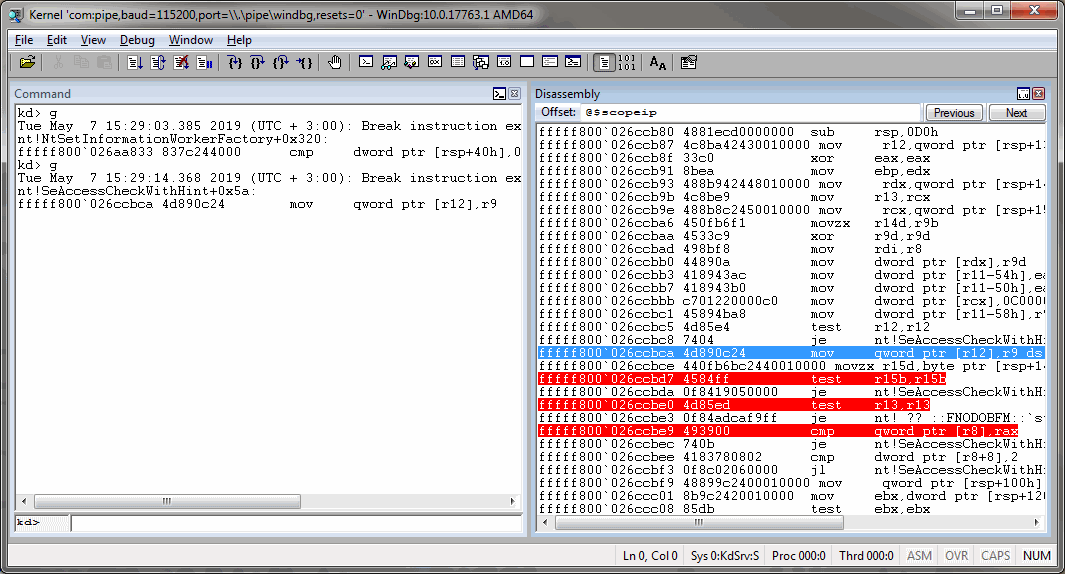 Kernel 'com:pipe,baud=115200,port=\\.\pipe\windbg,resets=0' - WinDbg:10.0.17763.1 AMD64
File Edit View Debug Window Help
Command
kd> g
Tue May  7 15:29:03.385 2019 (UTC + 3:00): Break instruction ex
nt!NtSetInformationWorkerFactory+0x320:
fffff800`026aa833 837c244000 cmp dword ptr [rsp+40h],0
kd> g
Tue May  7 15:29:14.368 2019 (UTC + 3:00): Break instruction ex
nt!SeAccessCheckWithHint+0x5a:
fffff800`026ccbca 4d890c24 mov qword ptr [r12],r9
kd>
Disassembly
Offset: @$scopeip Previous Next
fffff800`026ccb80 4881ecd0000000 sub rsp,0D0h
fffff800`026ccb87 4c8ba42430010000 mov r12,qword ptr [rsp+13
fffff800`026ccb8f 33c0 xor eax,eax
fffff800`026ccb91 8bea mov ebp,edx
fffff800`026ccb93 488b942448010000 mov rdx,qword ptr [rsp+14
fffff800`026ccb9b 4c8be9 mov r13,rcx
fffff800`026ccb9e 488b8c2450010000 mov rcx,qword ptr [rsp+15
fffff800`026ccba6 450fb6f1 movzx r14d,r9b
fffff800`026ccbaa 4533c9 xor r9d,r9d
fffff800`026ccbad 498bf8 mov rdi,r8
fffff800`026ccbb0 44890a mov dword ptr [rdx],r9d
fffff800`026ccbb3 418943ac mov dword ptr [r11-54h],ea
fffff800`026ccbb7 418943b0 mov dword ptr [r11-50h],ea
fffff800`026ccbbb c701220000c0 mov dword ptr [rcx],0C000
fffff800`026ccbc1 45894ba8 mov dword ptr [r11-58h],r9
fffff800`026ccbc5 4d85e4 test r12,r12
fffff800`026ccbc8 7404 je nt!SeAccessCheckWithHi
fffff800`026ccbca 4d890c24 mov qword ptr [r12],r9 ds
fffff800`026ccbce 440fb6bc2440010000 movzx r15d,byte ptr [rsp+14
fffff800`026ccbd7 4584ff test r15b,r15b
fffff800`026ccbda 0f8419050000 je nt!SeAccessCheckWithHi
fffff800`026ccbe0 4d85ed test r13,r13
fffff800`026ccbe3 0f84adcaf9ff je nt! ?? ::FNODOBFM::`st
fffff800`026ccbe9 493900 cmp qword ptr [r8],rax
fffff800`026ccbec 740b je nt!SeAccessCheckWithHi
fffff800`026ccbee 4183780802 cmp dword ptr [r8+8],2
fffff800`026ccbf3 0f8c02060000 jl nt!SeAccessCheckWithHi
fffff800`026ccbf9 48899c2400010000 mov qword ptr [rsp+100h]
fffff800`026ccc01 8b9c2420010000 mov ebx,dword ptr [rsp+120
fffff800`026ccc08 85db test ebx,ebx
Ln 0, Col 0 Sys 0:KdSrv:S Proc 000:0 Thrd 000:0 ASM OVR CAPS NUM